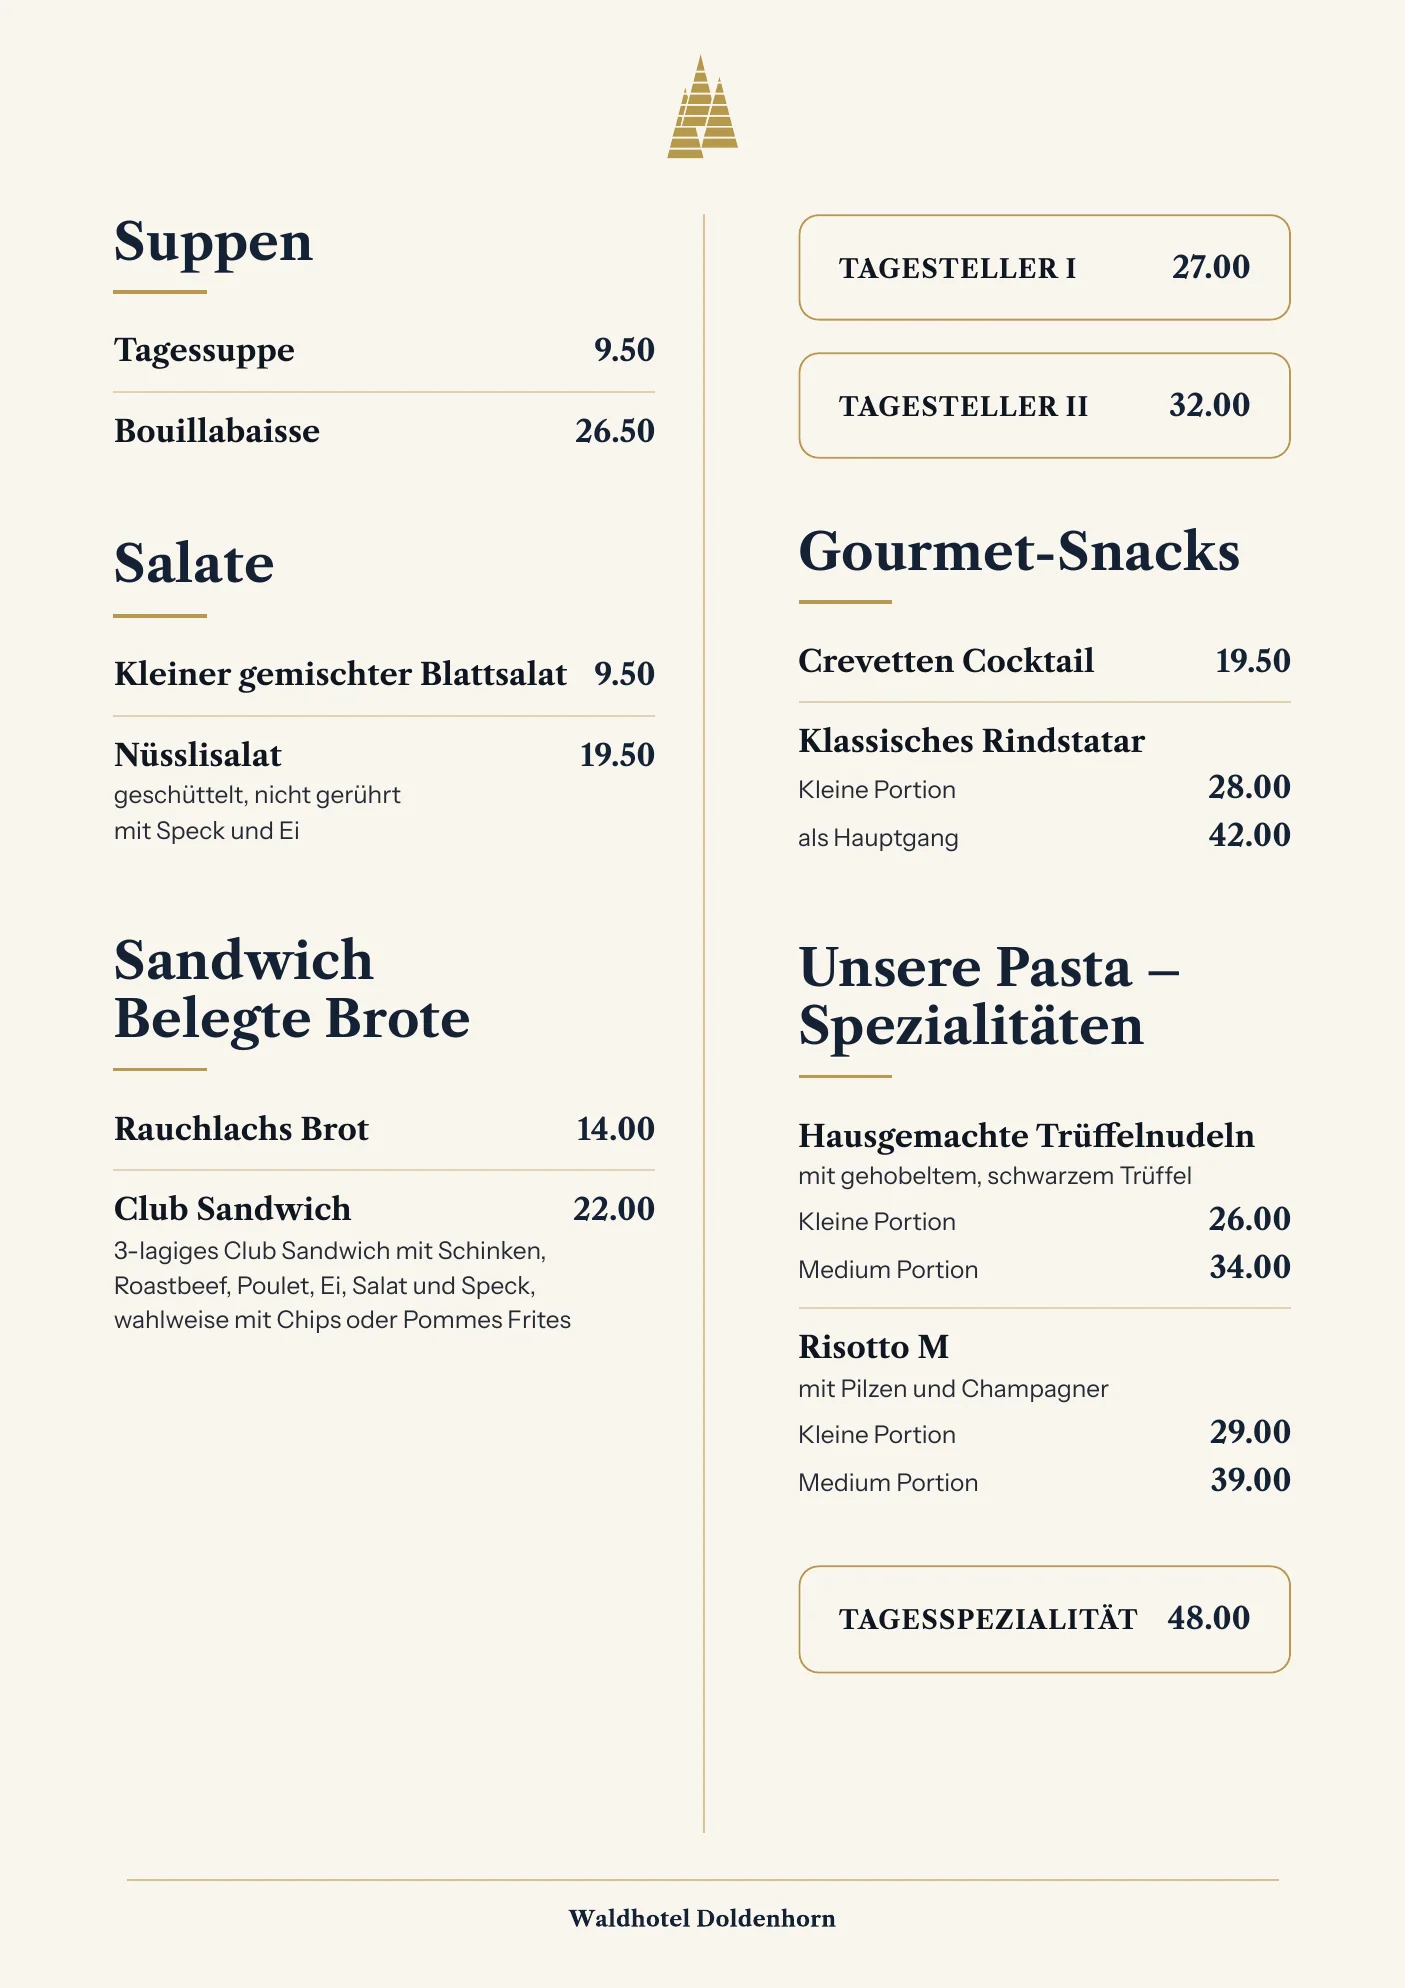 Suppen
Tagessuppe 9.50
Bouillabaisse 26.50
Salate
Kleiner gemischter Blattsalat 9.50
Nüsslisalat 19.50
geschüttelt, nicht gerührt
mit Speck und Ei
Sandwich
Belegte Brote
Rauchlachs Brot 14.00
Club Sandwich 22.00
3-lagiges Club Sandwich mit Schinken,
Roastbeef, Poulet, Ei, Salat und Speck,
wahlweise mit Chips oder Pommes Frites
TAGESTELLER I 27.00
TAGESTELLER II 32.00
Gourmet-Snacks
Crevetten Cocktail 19.50
Klassisches Rindstatar
Kleine Portion 28.00
als Hauptgang 42.00
Unsere Pasta –
Spezialitäten
Hausgemachte Trüffelnudeln
mit gehobeltem, schwarzem Trüffel
Kleine Portion 26.00
Medium Portion 34.00
Risotto M
mit Pilzen und Champagner
Kleine Portion 29.00
Medium Portion 39.00
TAGESSPEZIALITÄT 48.00
Waldhotel Doldenhorn